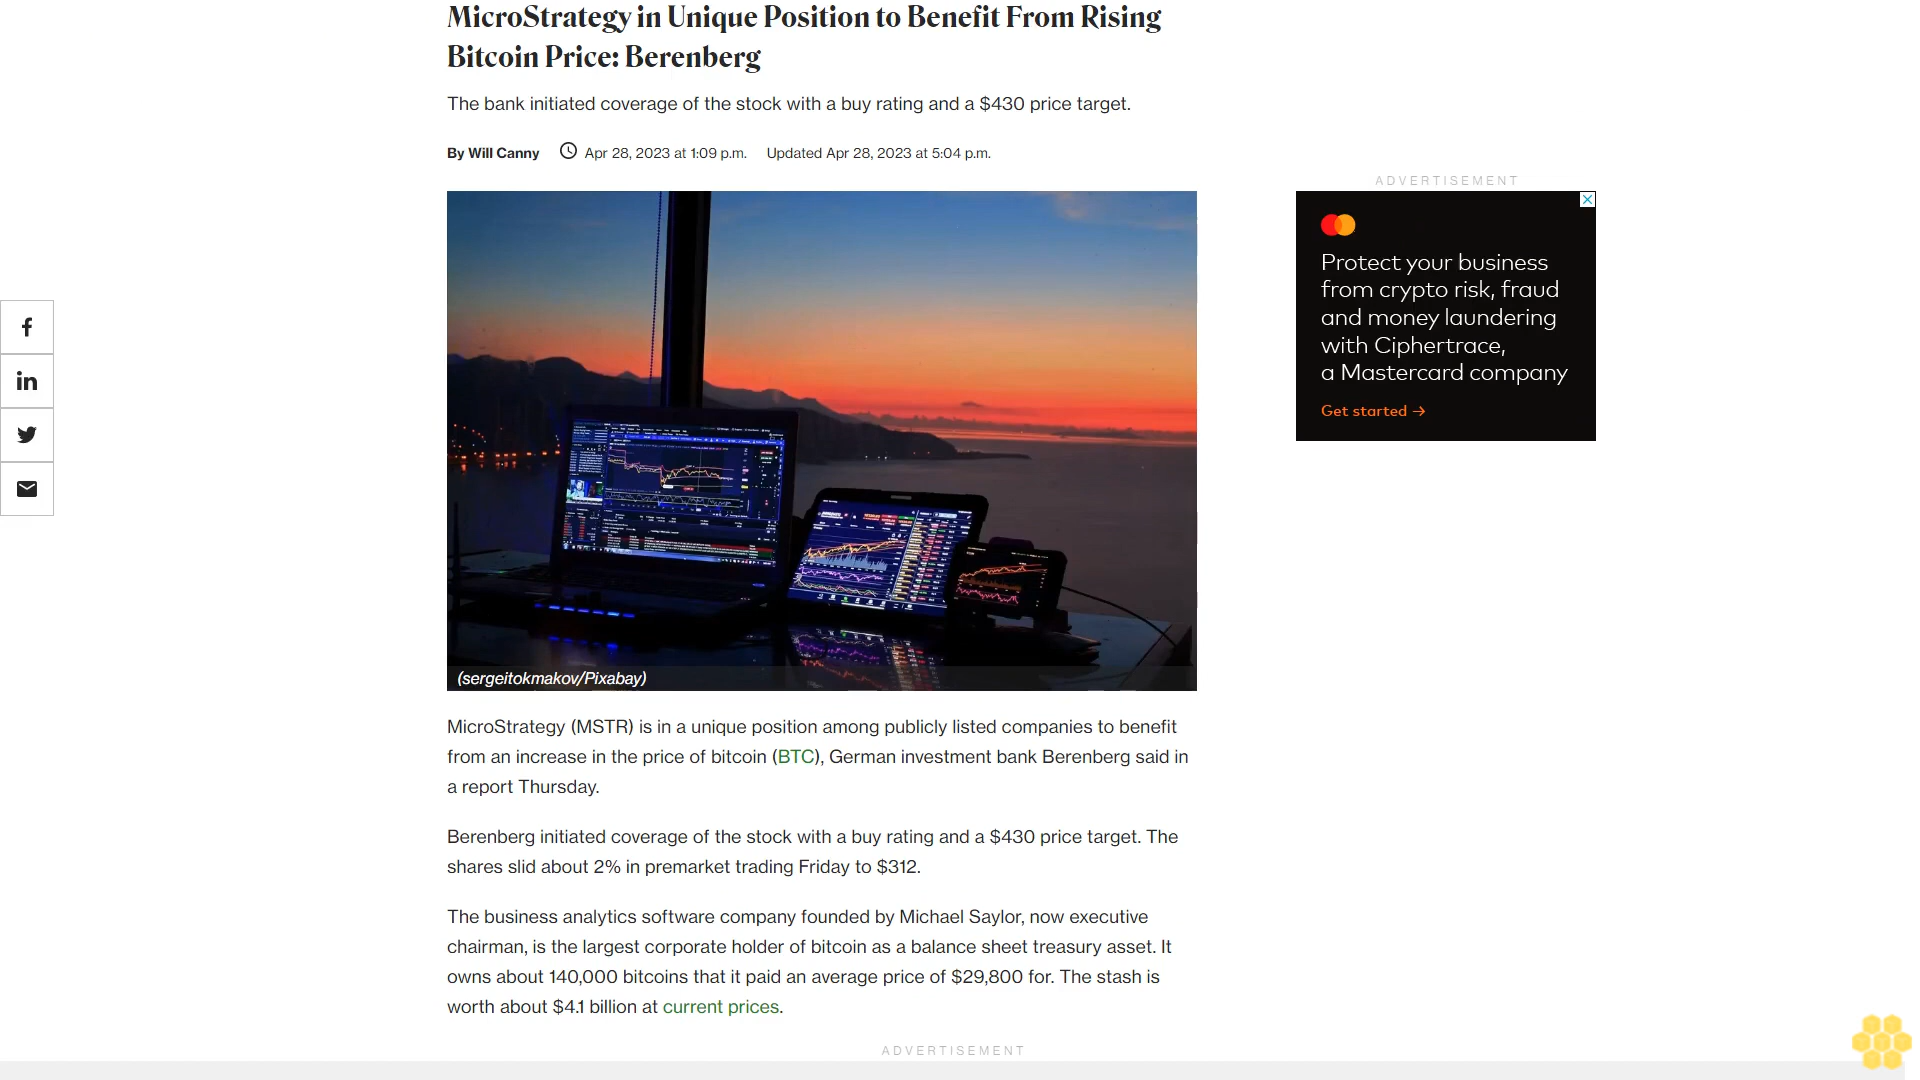 MicroStrategy in Unique Position to Benefit From Rising
Bitcoin Price: Berenberg
The bank initiated coverage of the stock with a buy rating and a $430 price target.
By Will Canny
Apr 28, 2023 at 1:09 p.m.
Updated Apr 28, 2023 at 5:04 p.m.
ADVERTISEMENT
Protect your business
from crypto risk, fraud
and money laundering
with Ciphertrace,
a Mastercard company
Get started →
(sergeitokmakov/Pixabay)
MicroStrategy (MSTR) is in a unique position among publicly listed companies to benefit
from an increase in the price of bitcoin (BTC), German investment bank Berenberg said in
a report Thursday.
Berenberg initiated coverage of the stock with a buy rating and a $430 price target. The
shares slid about 2% in premarket trading Friday to $312.
The business analytics software company founded by Michael Saylor, now executive
chairman, is the largest corporate holder of bitcoin as a balance sheet treasury asset. It
owns about 140,000 bitcoins that it paid an average price of $29,800 for. The stash is
worth about $4.1 billion at current prices.
ADVERTISEMENT